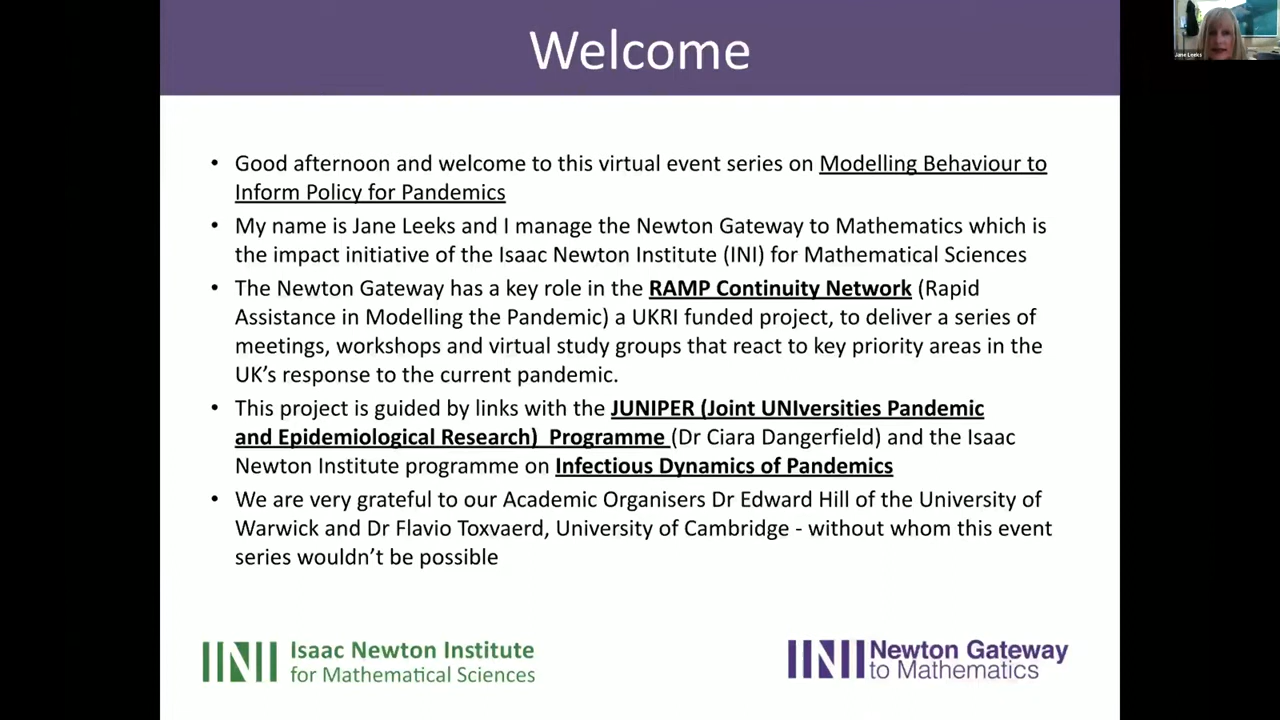 Welcome
Jane Leeks
• Good afternoon and welcome to this virtual event series on Modelling Behaviour to
Inform Policy for Pandemics
• My name is Jane Leeks and I manage the Newton Gateway to Mathematics which is
the impact initiative of the Isaac Newton Institute (INI) for Mathematical Sciences
• The Newton Gateway has a key role in the RAMP Continuity Network (Rapid
Assistance in Modelling the Pandemic) a UKRI funded project, to deliver a series of
meetings, workshops and virtual study groups that react to key priority areas in the
UK’s response to the current pandemic.
• This project is guided by links with the JUNIPER (Joint UNIversities Pandemic
and Epidemiological Research) Programme (Dr Ciara Dangerfield) and the Isaac
Newton Institute programme on Infectious Dynamics of Pandemics
• We are very grateful to our Academic Organisers Dr Edward Hill of the University of
Warwick and Dr Flavio Toxvaerd, University of Cambridge - without whom this event
series wouldn’t be possible
INI Isaac Newton Institute
for Mathematical Sciences
INI Newton Gateway
to Mathematics